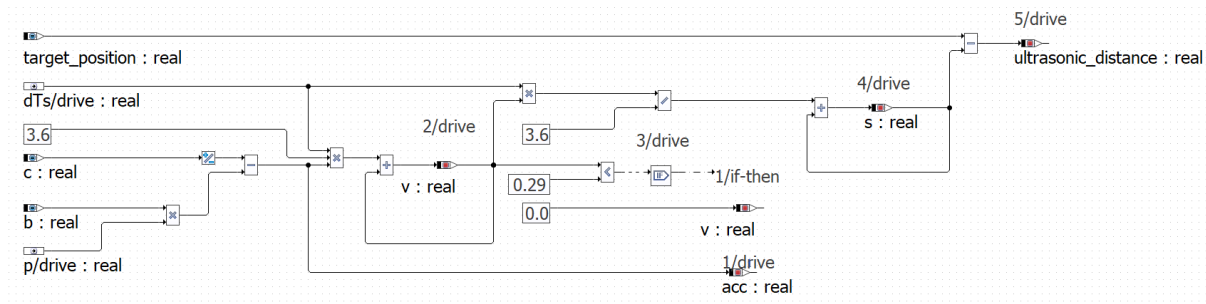 5/drive
target_position : real
ultrasonic_distance : real
dTs/drive : real
4/drive
3.6
2/drive
3.6
s : real
3/drive
c : real
v : real
0.29
1/if-then
0.0
b : real
v : real
p/drive : real
1/drive
acc : real